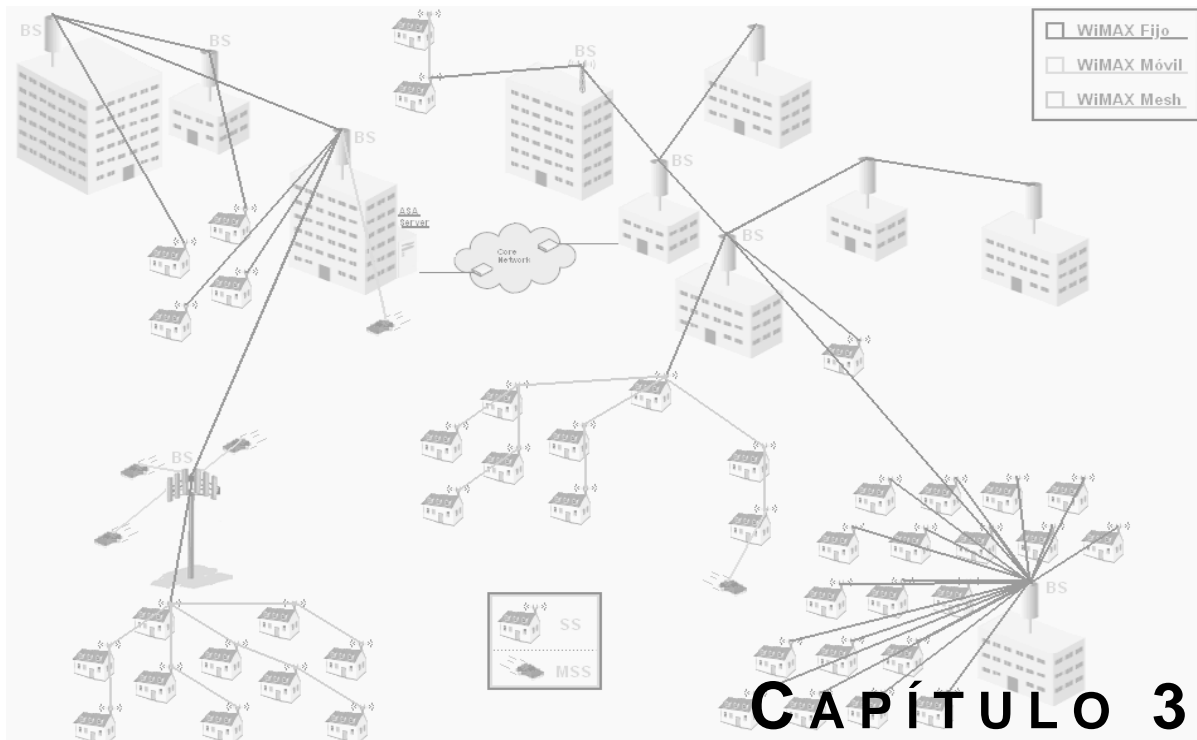 BS
BS
BS
BS
BS
BS
BS
BS
WiMAX Fijo
WiMAX Móvil
WiMAX Mesh
ASA
Server
Core
Network
SS
MSS
CAPÍTULO 3